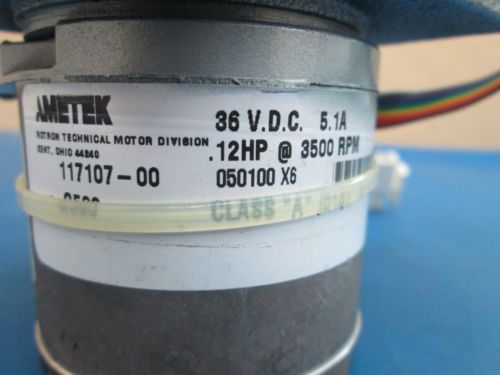 AMETEK
ROTRON TECHNICAL MOTOR DIVISION
KENT, OHIO 44240
117107-00
36 V.D.C. 5.1A
.12HP @ 3500 RPM
050100 X6
CLASS "A"